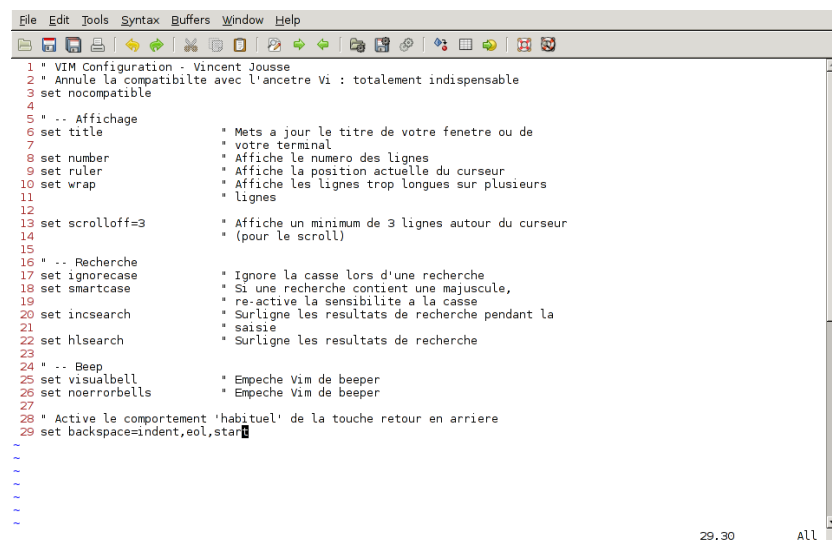 File Edit Tools Syntax Buffers Window Help
1 " VIM Configuration - Vincent Jousse
2 " Annule la compatibilte avec l'ancetre Vi : totalement indispensable
3 set nocompatible
4
5 " -- Affichage
6 set title " Mets a jour le titre de votre fenetre ou de
7 " votre terminal
8 set number " Affiche le numero des lignes
9 set ruler " Affiche la position actuelle du curseur
10 set wrap " Affiche les lignes trop longues sur plusieurs
11 " lignes
12
13 set scrolloff=3 " Affiche un minimum de 3 lignes autour du curseur
14 " (pour le scroll)
15
16 " -- Recherche
17 set ignorecase " Ignore la casse lors d'une recherche
18 set smartcase " Si une recherche contient une majuscule,
19 " re-active la sensibilite a la casse
20 set incsearch " Surligne les resultats de recherche pendant la
21 " saisie
22 set hlsearch " Surligne les resultats de recherche
23
24 " -- Beep
25 set visualbell " Empeche Vim de beeper
26 set noerrorbells " Empeche Vim de beeper
27
28 " Active le comportement 'habituel' de la touche retour en arriere
29 set backspace=indent,eol,start
~
~
~
~
~
~
~
29,30 All